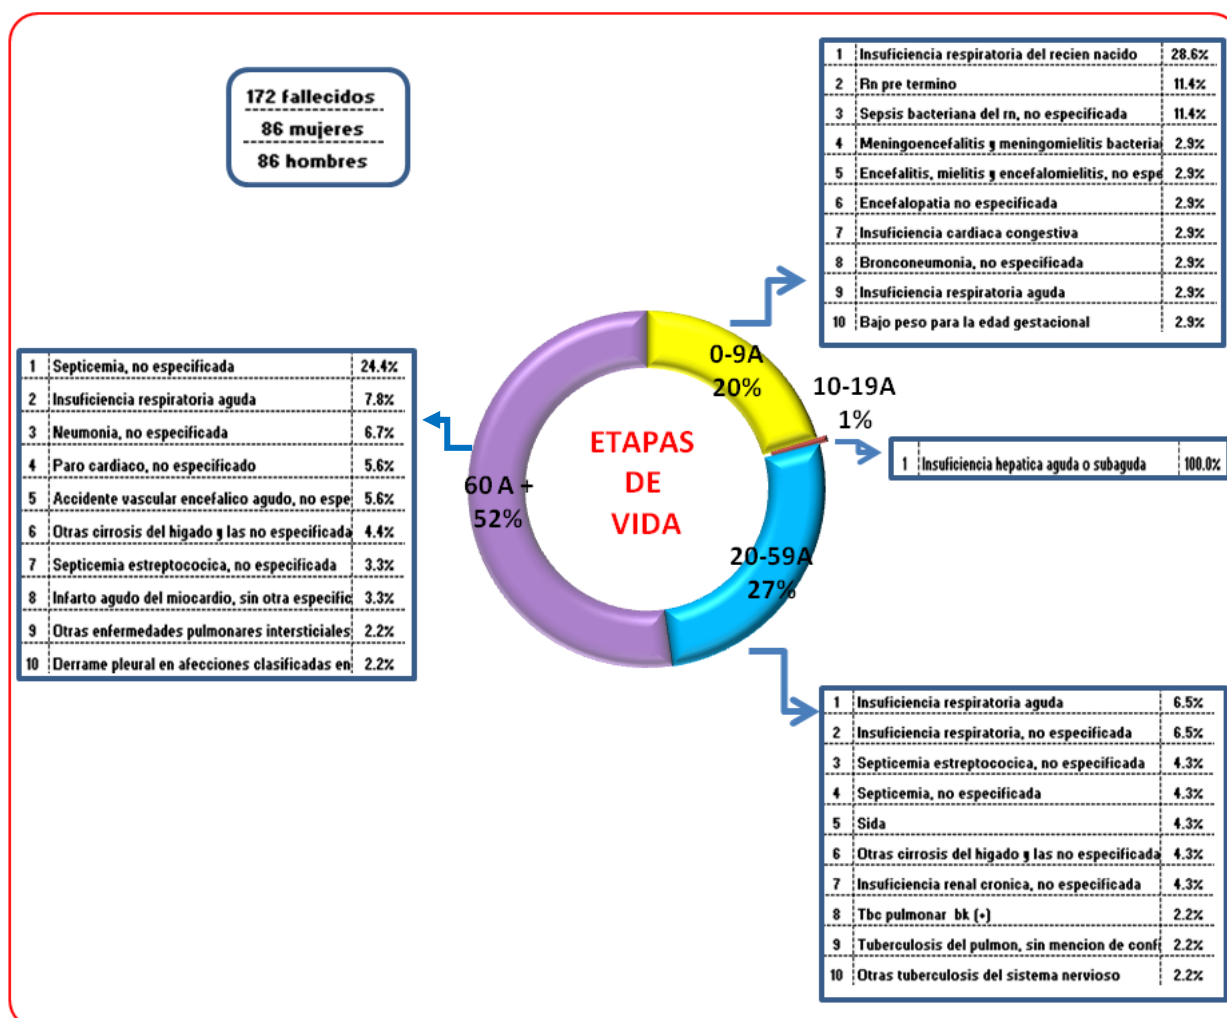 172 fallecidos
86 mujeres
86 hombres
1 Insuficiencia respiratoria del recien nacido 28.6%
2 Rn pre termino 11.4%
3 Sepsis bacteriana del rn, no especificada 11.4%
4 Meningoencefalitis y meningomielitis bacteria 2.9%
5 Encefalitis, mielitis y encefalomielitis, no espe 2.9%
6 Encefalopatia no especificada 2.9%
7 Insuficiencia cardiaca congestiva 2.9%
8 Bronconeumonia, no especificada 2.9%
9 Insuficiencia respiratoria aguda 2.9%
10 Bajo peso para la edad gestacional 2.9%
1 Septicemia, no especificada 24.4%
2 Insuficiencia respiratoria aguda 7.8%
3 Neumonia, no especificada 6.7%
4 Paro cardiaco, no especificado 5.6%
5 Accidente vascular encefalico agudo, no espe 5.6%
6 Otras cirrosis del higado y las no especificada 4.4%
7 Septicemia estreptococica, no especificada 3.3%
8 Infarto agudo del miocardio, sin otra especific 3.3%
9 Otras enfermedades pulmonares intersticiales 2.2%
10 Derrame pleural en afecciones clasificadas en 2.2%
0-9A
20%
10-19A
1%
ETAPAS
DE
VIDA
60 A +
52%
20-59A
27%
1 Insuficiencia hepatica aguda o subaguda 100.0%
1 Insuficiencia respiratoria aguda 6.5%
2 Insuficiencia respiratoria, no especificada 6.5%
3 Septicemia estreptococica, no especificada 4.3%
4 Septicemia, no especificada 4.3%
5 Sida 4.3%
6 Otras cirrosis del higado y las no especificada 4.3%
7 Insuficiencia renal cronica, no especificada 4.3%
8 Tbc pulmonar bk (+) 2.2%
9 Tuberculosis del pulmon, sin mencion de conf 2.2%
10 Otras tuberculosis del sistema nervioso 2.2%